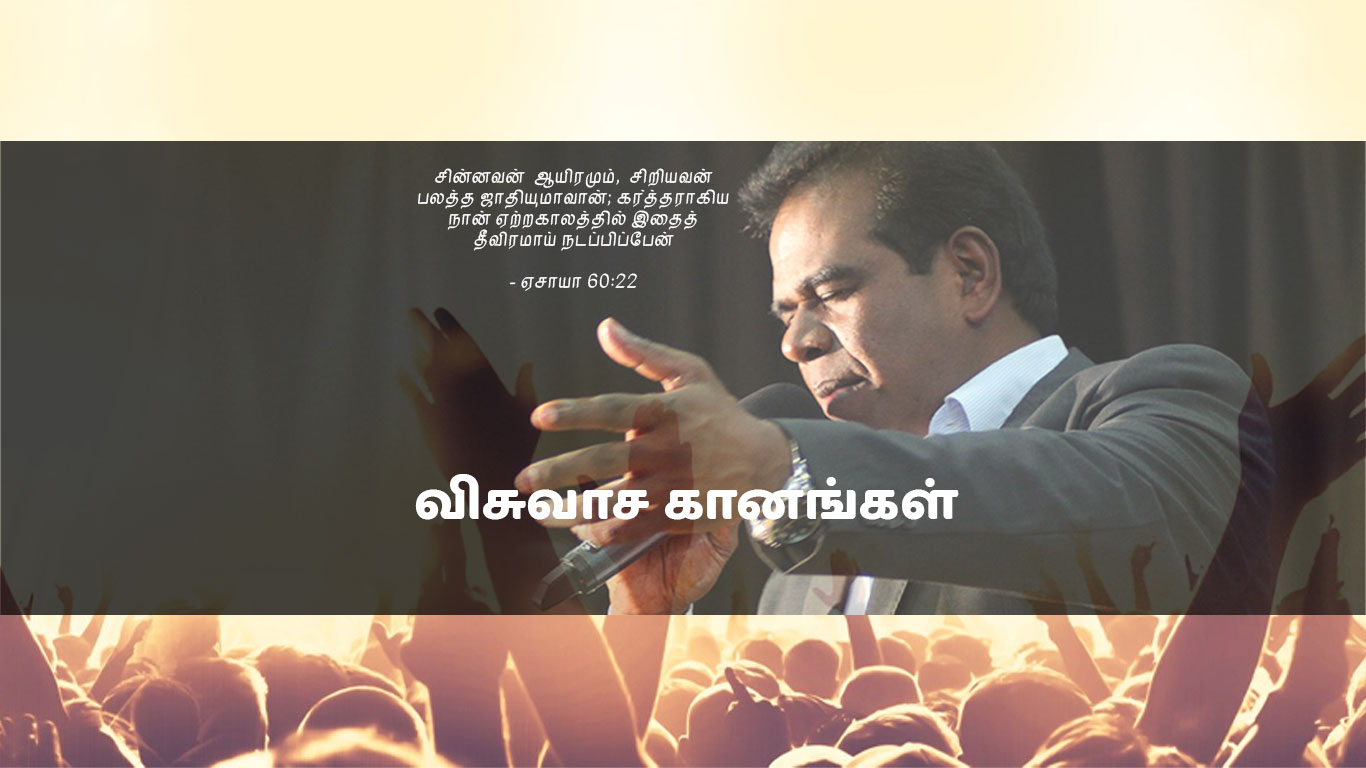 சின்னவன் ஆயிரமும், சிறியவன்
பலத்த ஜாதியுமாவான்; கர்த்தராகிய
நான் ஏற்றகாலத்தில் இதைத்
தீவிரமாய் நடப்பிப்பேன்
- ஏசாயா 60:22
விசுவாச கானங்கள்